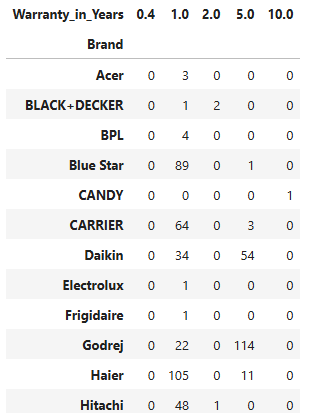 Warranty_in_Years 0.4 1.0 2.0 5.0 10.0
Brand
Acer 0 3 0 0 0
BLACK+DECKER 0 1 2 0 0
BPL 0 4 0 0 0
Blue Star 0 89 0 1 0
CANDY 0 0 0 0 1
CARRIER 0 64 0 3 0
Daikin 0 34 0 54 0
Electrolux 0 1 0 0 0
Frigidaire 0 1 0 0 0
Godrej 0 22 0 114 0
Haier 0 105 0 11 0
Hitachi 0 48 1 0 0